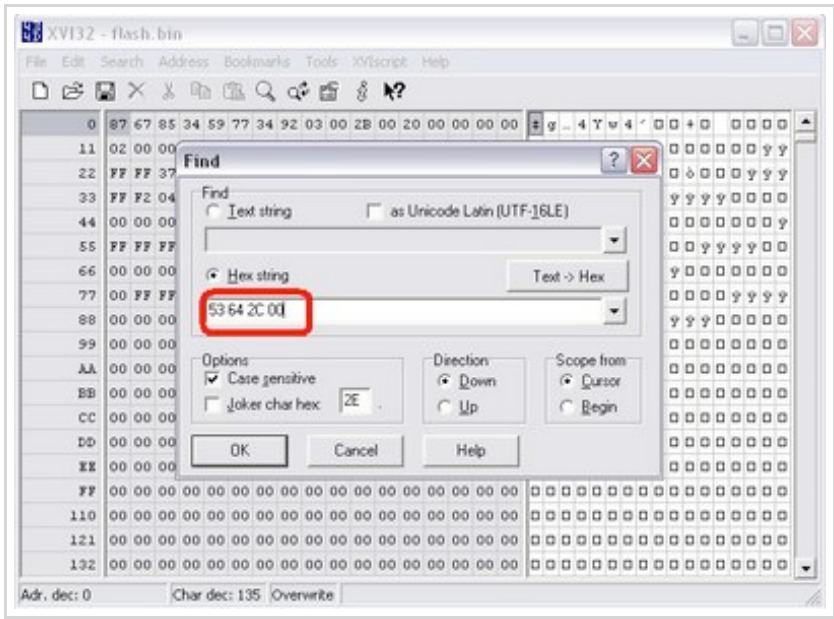 XVI32 - flash.bin
File Edit Search Address Bookmarks Tools XVIscript Help
0 87 67 85 34 59 77 34 92 03 00 2B 00 20 00 00 00 00 ‡ g … 4 Y w 4 ’ +
11 02 00 00
22 FF FF 37
33 FF F2 04
44 00 00 00
55 FF FF FF
66 00 00 00
77 00 FF FF
88 00 00 00
99 00 00 00
AA 00 00 00
BB 00 00 00
CC 00 00 00
DD 00 00 00
EE 00 00 00
FF 00 00 00 00 00 00 00 00 00 00 00 00 00 00 00 00 00
110 00 00 00 00 00 00 00 00 00 00 00 00 00 00 00 00 00
121 00 00 00 00 00 00 00 00 00 00 00 00 00 00 00 00 00
132 00 00 00 00 00 00 00 00 00 00 00 00 00 00 00 00 00
Find
Find
Text string as Unicode Latin (UTF-16LE)
Hex string Text -> Hex
53 64 2C 00
Options Direction Scope from
Case sensitive Down Cursor
Joker char hex: 2E . Up Begin
OK Cancel Help
Adr. dec: 0 Char dec: 135 Overwrite